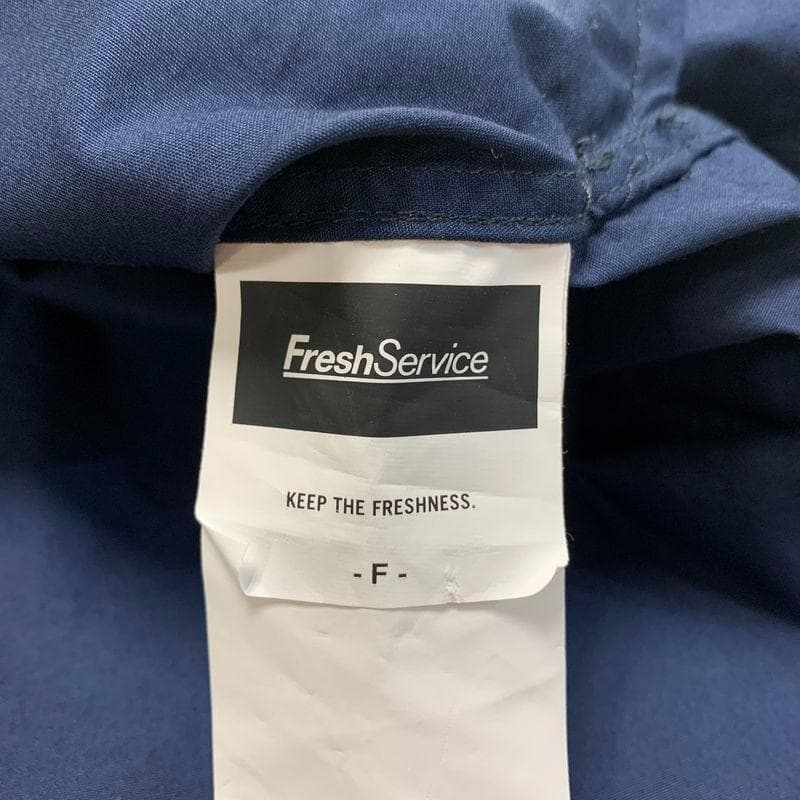 FreshService
KEEP THE FRESHNESS.
- F -